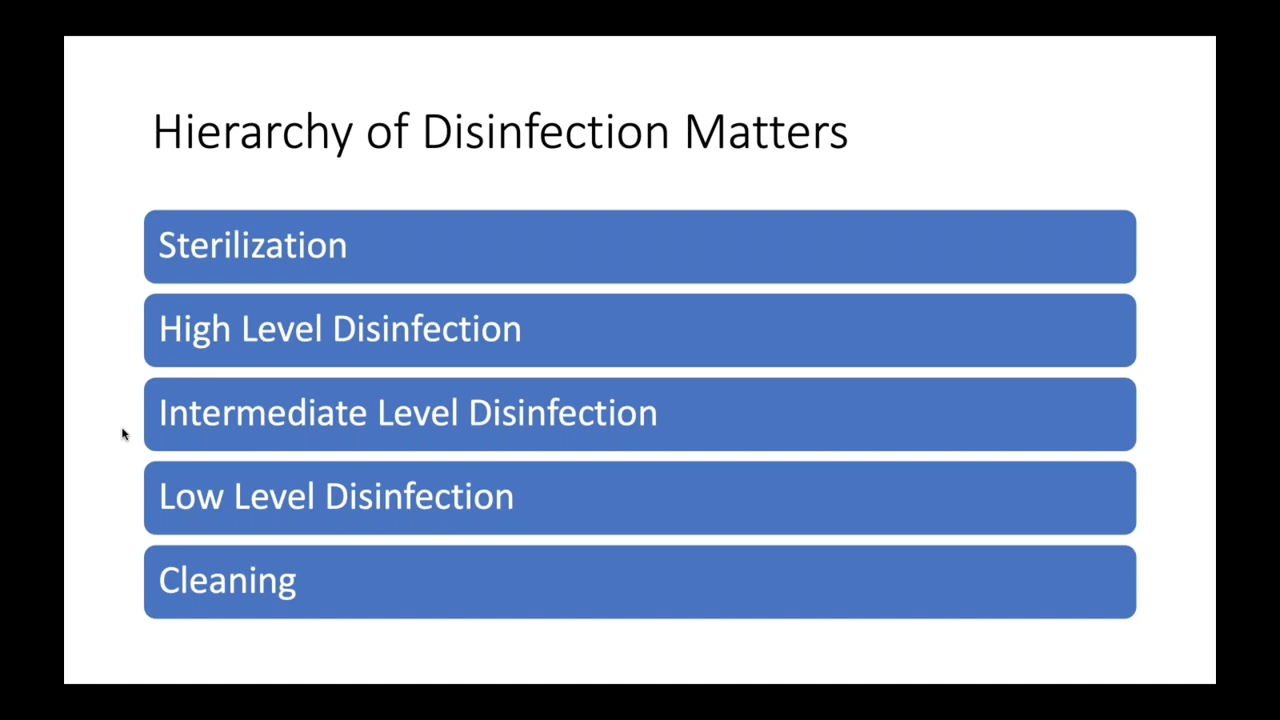 Hierarchy of Disinfection Matters
Sterilization
High Level Disinfection
Intermediate Level Disinfection
Low Level Disinfection
Cleaning